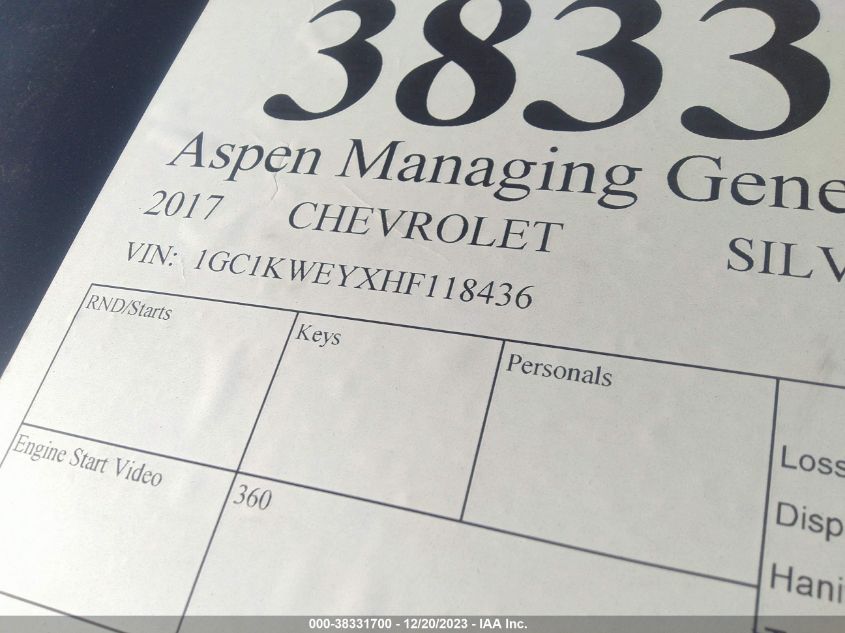 3833
Aspen Managing Gene
2017 CHEVROLET SILV
VIN: 1GC1KWEYXHF118436
RND/Starts
Keys
Personals
Loss
Engine Start Video
360
Disp
Hani
000-38331700 - 12/20/2023 - IAA Inc.